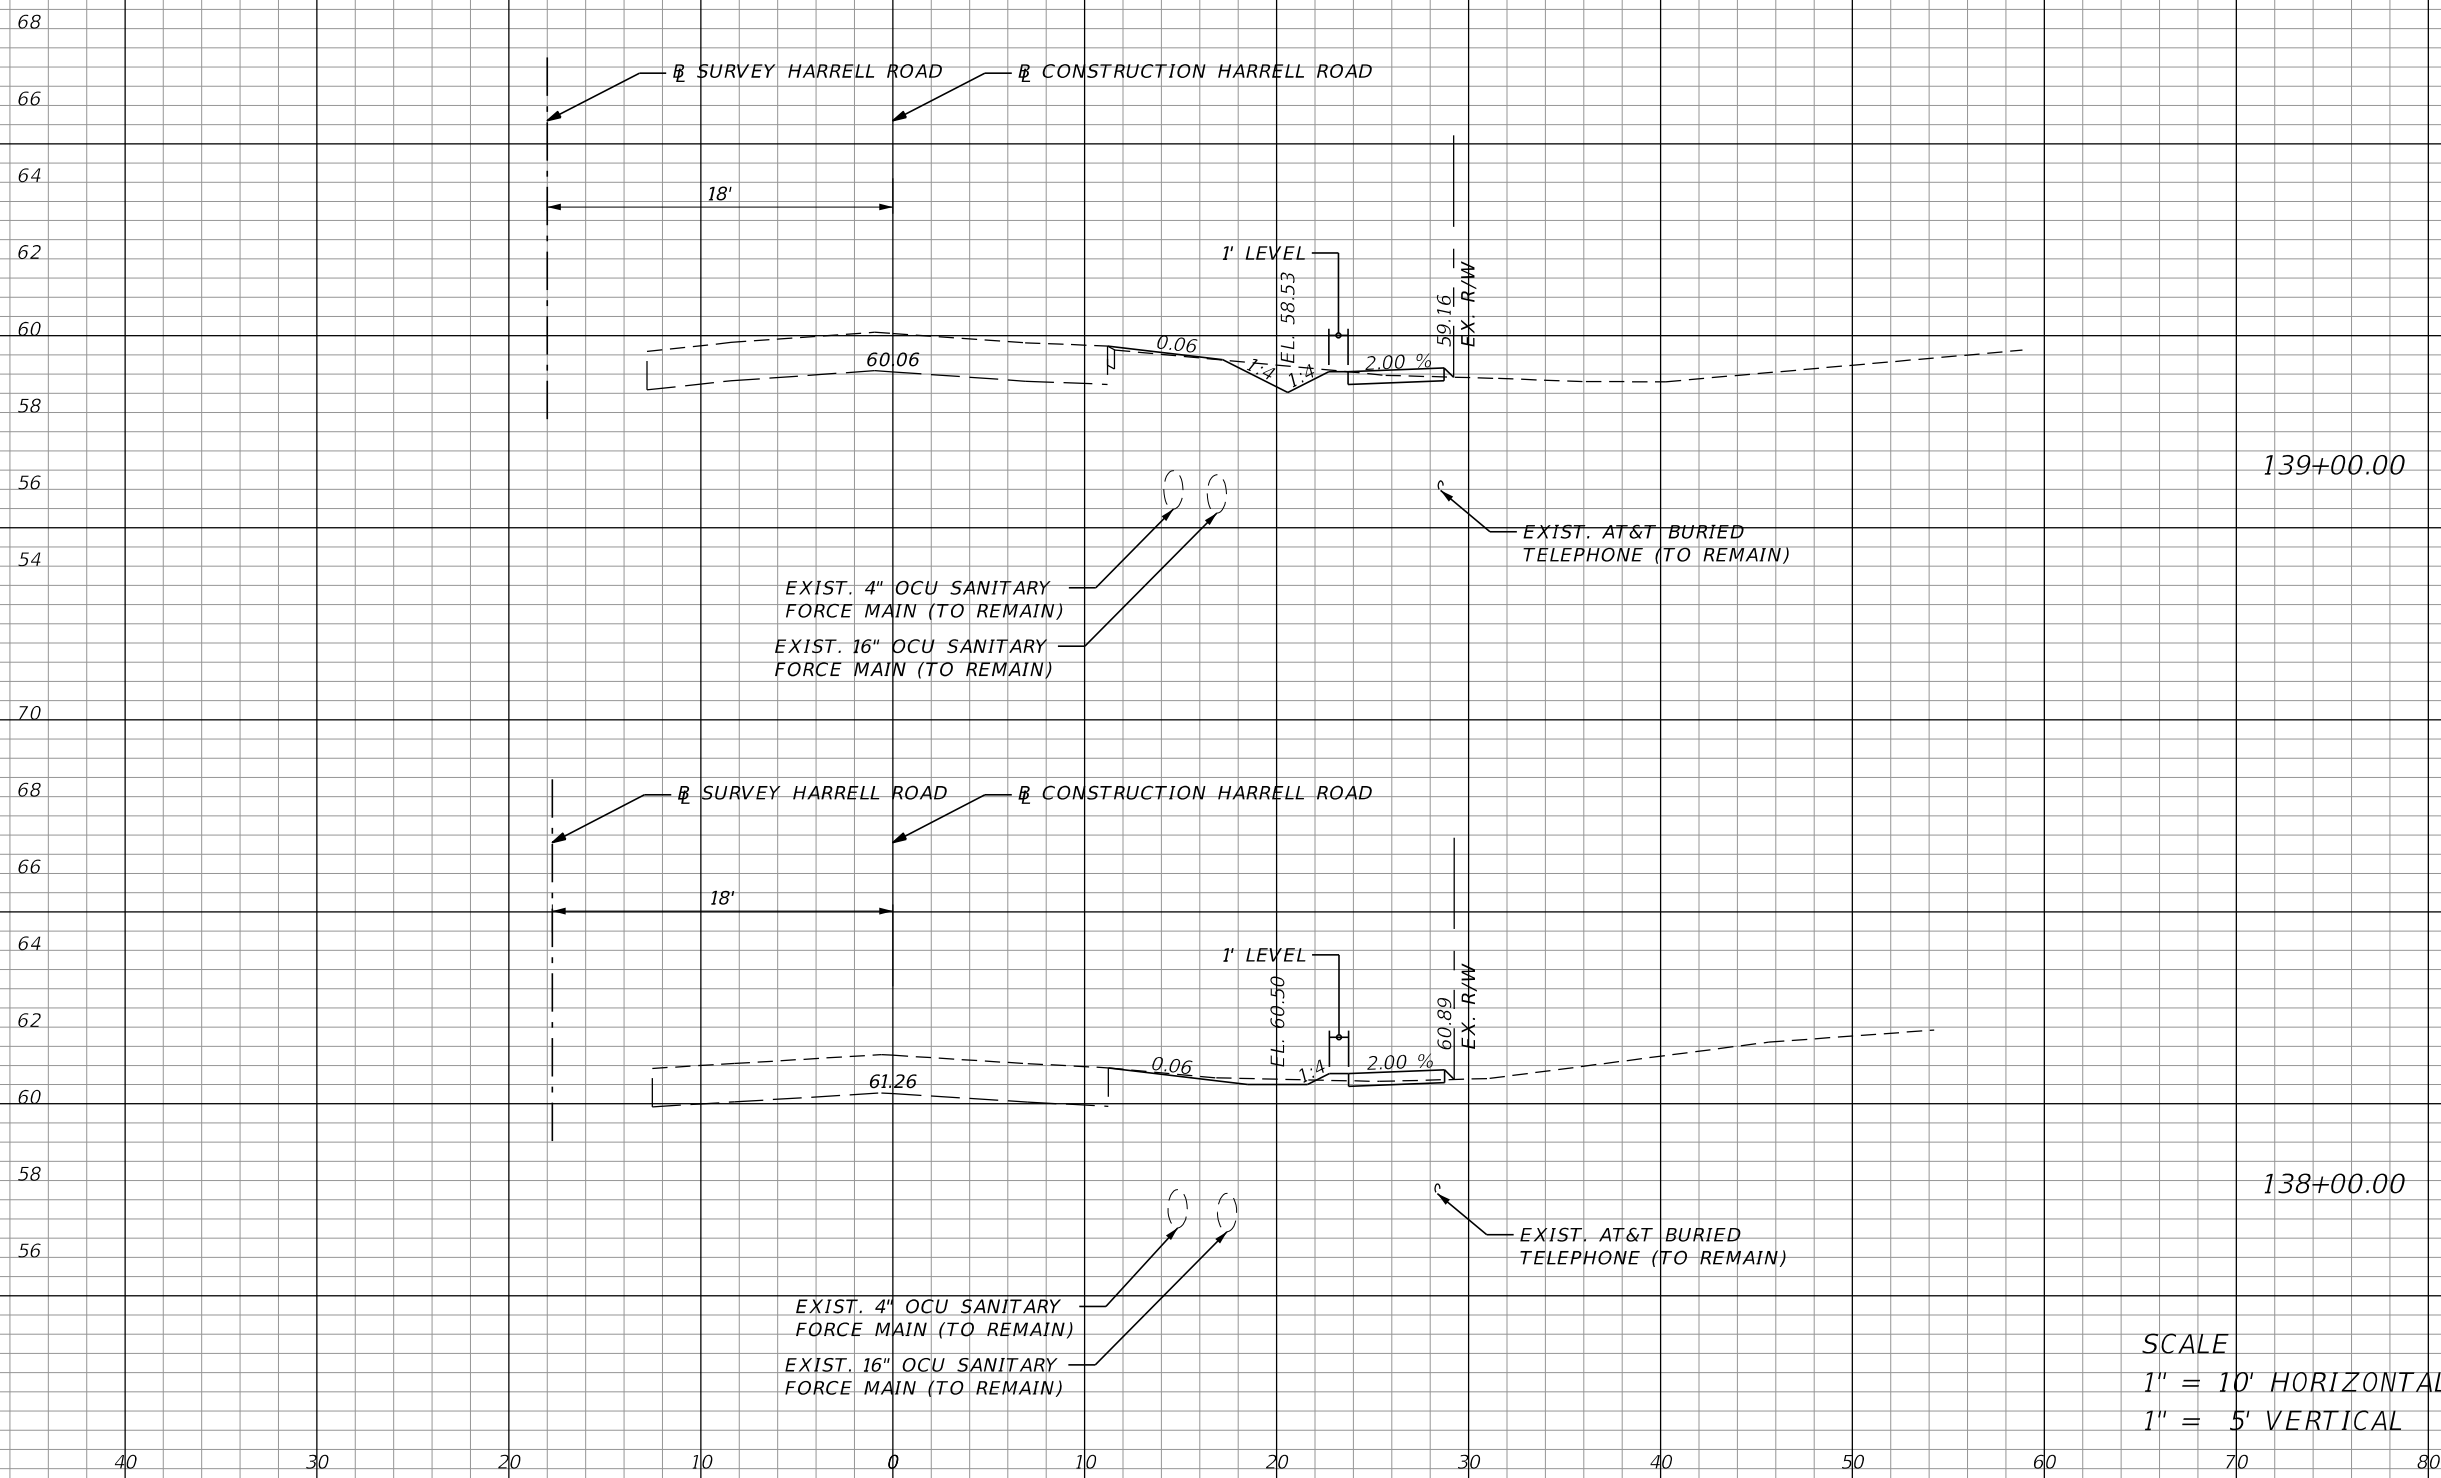 68
℄ SURVEY HARRELL ROAD
℄ CONSTRUCTION HARRELL ROAD
66
64
18'
62
1' LEVEL
EL. 58.53
59.16
EX. R/W
60
60.06
0.06
1:4
1:4
2.00 %
58
139+00.00
56
EXIST. AT&T BURIED
TELEPHONE (TO REMAIN)
54
EXIST. 4" OCU SANITARY
FORCE MAIN (TO REMAIN)
EXIST. 16" OCU SANITARY
FORCE MAIN (TO REMAIN)
70
68
℄ SURVEY HARRELL ROAD
℄ CONSTRUCTION HARRELL ROAD
66
18'
64
1' LEVEL
EL. 60.50
60.89
EX. R/W
62
61.26
0.06
1:4
2.00 %
60
58
138+00.00
56
EXIST. AT&T BURIED
TELEPHONE (TO REMAIN)
EXIST. 4" OCU SANITARY
FORCE MAIN (TO REMAIN)
EXIST. 16" OCU SANITARY
FORCE MAIN (TO REMAIN)
SCALE
1" = 10' HORIZONTAL
1" = 5' VERTICAL
40 30 20 10 0 10 20 30 40 50 60 70 80